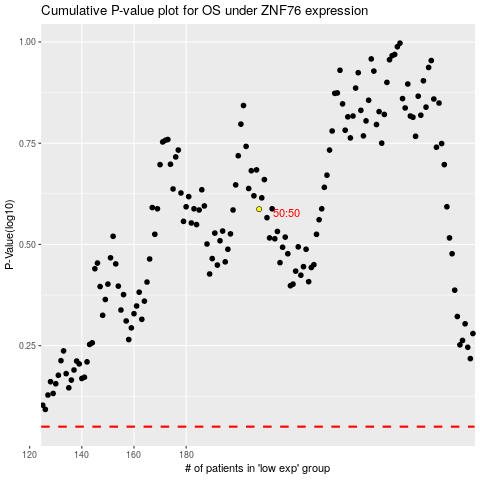 Cumulative P-value plot for OS under ZNF76 expression
P-Value(log10)
1.00
0.75
0.50
0.25
50:50
120 140 160 180
# of patients in 'low exp' group